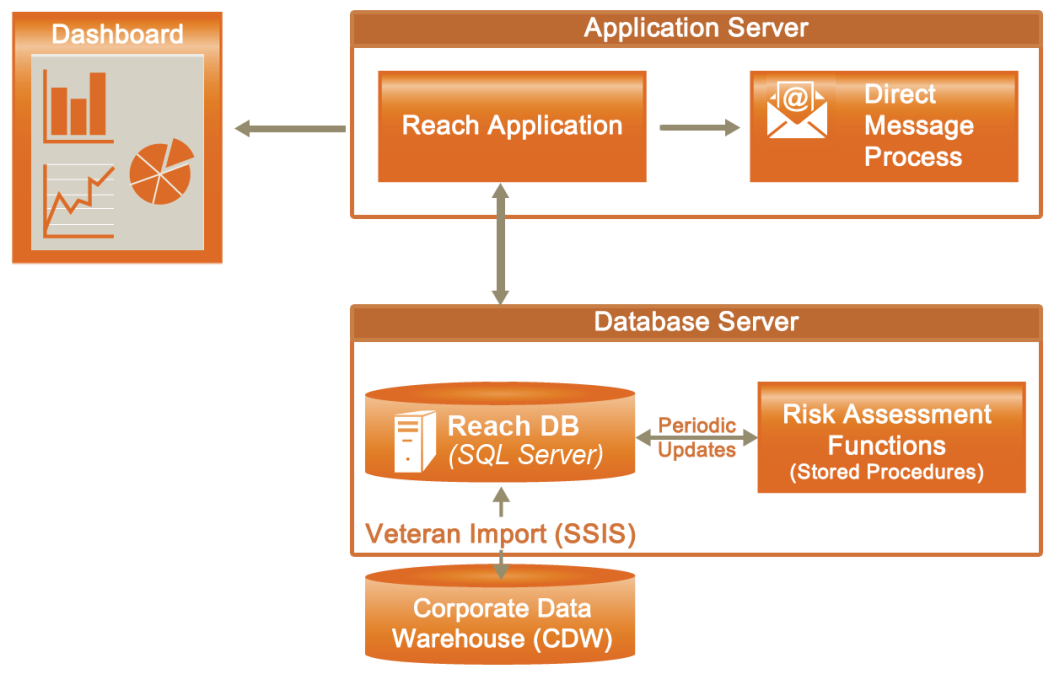 Dashboard
Application Server
Reach Application
@
Direct
Message
Process
Database Server
Reach DB
(SQL Server)
Periodic
Updates
Risk Assessment
Functions
(Stored Procedures)
Veteran Import (SSIS)
Corporate Data
Warehouse (CDW)